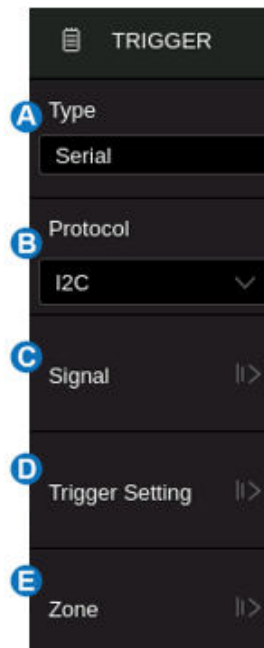 TRIGGER
A
Type
Serial
B
Protocol
I2C
C
Signal
D
Trigger Setting
E
Zone